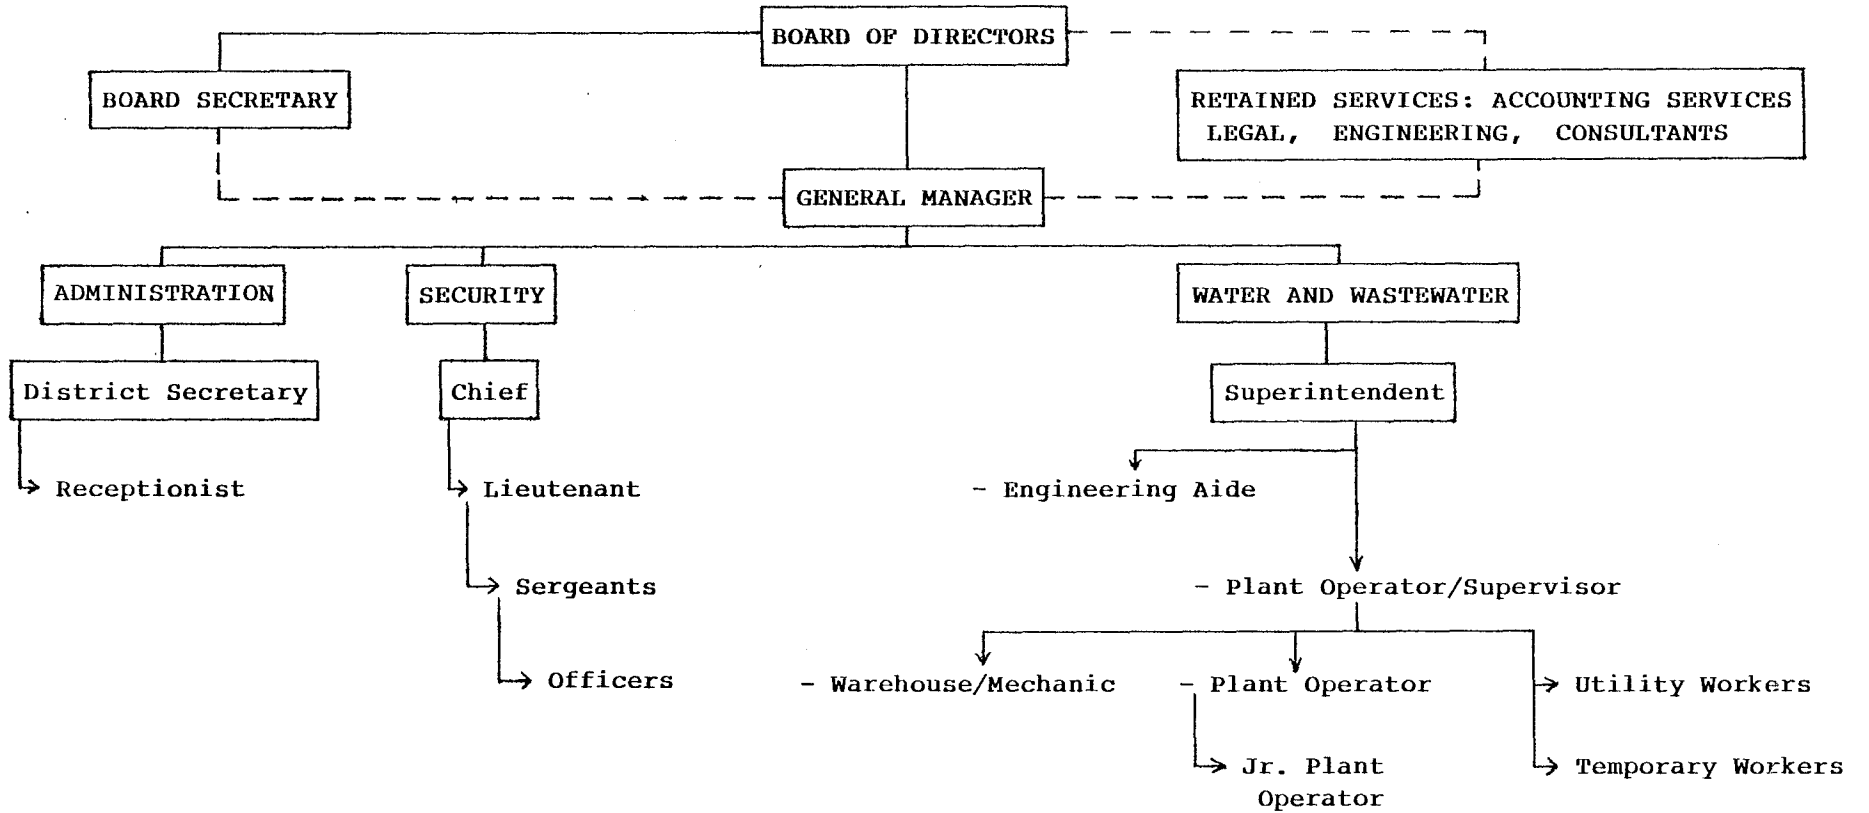 BOARD OF DIRECTORS
BOARD SECRETARY
RETAINED SERVICES: ACCOUNTING SERVICES
LEGAL, ENGINEERING, CONSULTANTS
GENERAL MANAGER
ADMINISTRATION
SECURITY
WATER AND WASTEWATER
District Secretary
Chief
Superintendent
Receptionist
Lieutenant
- Engineering Aide
Sergeants
- Plant Operator/Supervisor
Officers
- Warehouse/Mechanic
- Plant Operator
Utility Workers
Jr. Plant
Operator
Temporary Workers